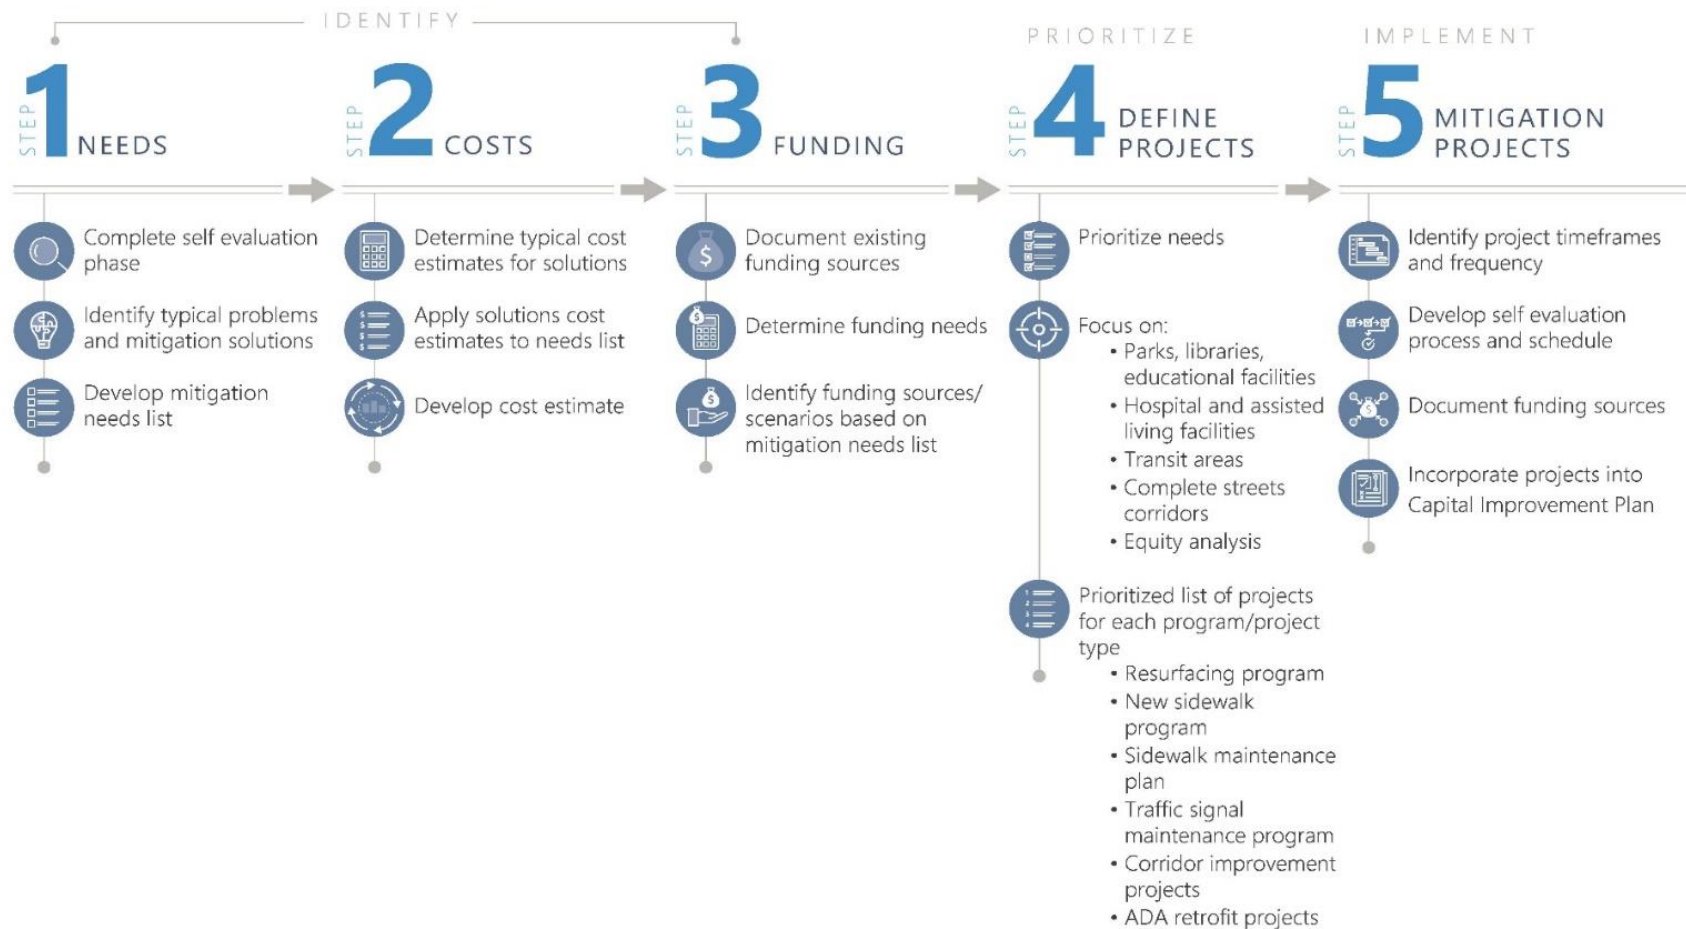 IDENTIFY
PRIORITIZE
IMPLEMENT
STEP 1 NEEDS
Complete self evaluation
phase
Identify typical problems
and mitigation solutions
Develop mitigation
needs list
STEP 2 COSTS
Determine typical cost
estimates for solutions
Apply solutions cost
estimates to needs list
Develop cost estimate
STEP 3 FUNDING
Document existing
funding sources
Determine funding needs
Identify funding sources/
scenarios based on
mitigation needs list
STEP 4 DEFINE
PROJECTS
Prioritize needs
Focus on:
• Parks, libraries,
educational facilities
• Hospital and assisted
living facilities
• Transit areas
• Complete streets
corridors
• Equity analysis
Prioritized list of projects
for each program/project
type
• Resurfacing program
• New sidewalk
program
• Sidewalk maintenance
plan
• Traffic signal
maintenance program
• Corridor improvement
projects
• ADA retrofit projects
STEP 5 MITIGATION
PROJECTS
Identify project timeframes
and frequency
Develop self evaluation
process and schedule
Document funding sources
Incorporate projects into
Capital Improvement Plan